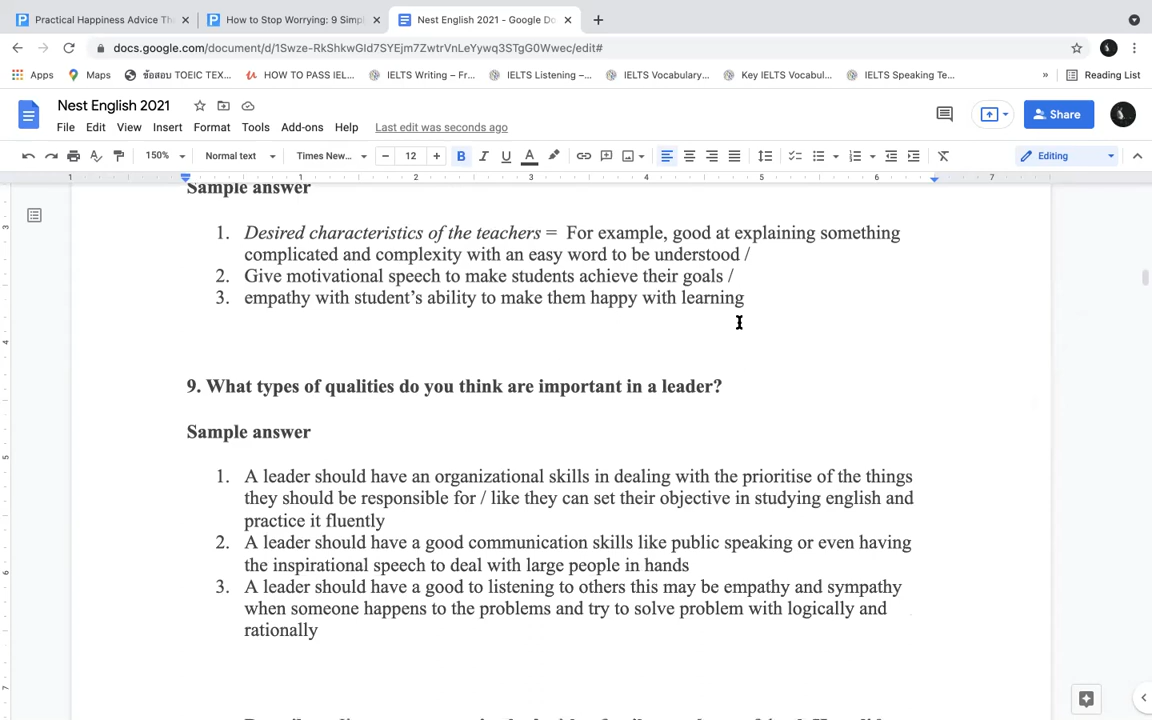 Practical Happiness Advice Th
How to Stop Worrying: 9 Simpl
Nest English 2021 - Google Do
docs.google.com/document/d/1Swze-RkShkwGId7SYEjm7ZwtrVnLeYywq3STgG0Wwec/edit#
Apps Maps ข้อสอบ TOEIC TEX... HOW TO PASS IEL... IELTS Writing – Fr... IELTS Listening –... IELTS Vocabulary... Key IELTS Vocabul... IELTS Speaking Te... » Reading List
Nest English 2021
Share
File Edit View Insert Format Tools Add-ons Help Last edit was seconds ago
150% Normal text Times New... 12 B I U A Editing
1 1 2 3 4 5 6 7
Sample answer
1. Desired characteristics of the teachers = For example, good at explaining something
complicated and complexity with an easy word to be understood /
2. Give motivational speech to make students achieve their goals /
3. empathy with student's ability to make them happy with learning
9. What types of qualities do you think are important in a leader?
Sample answer
1. A leader should have an organizational skills in dealing with the prioritise of the things
they should be responsible for / like they can set their objective in studying english and
practice it fluently
2. A leader should have a good communication skills like public speaking or even having
the inspirational speech to deal with large people in hands
3. A leader should have a good to listening to others this may be empathy and sympathy
when someone happens to the problems and try to solve problem with logically and
rationally